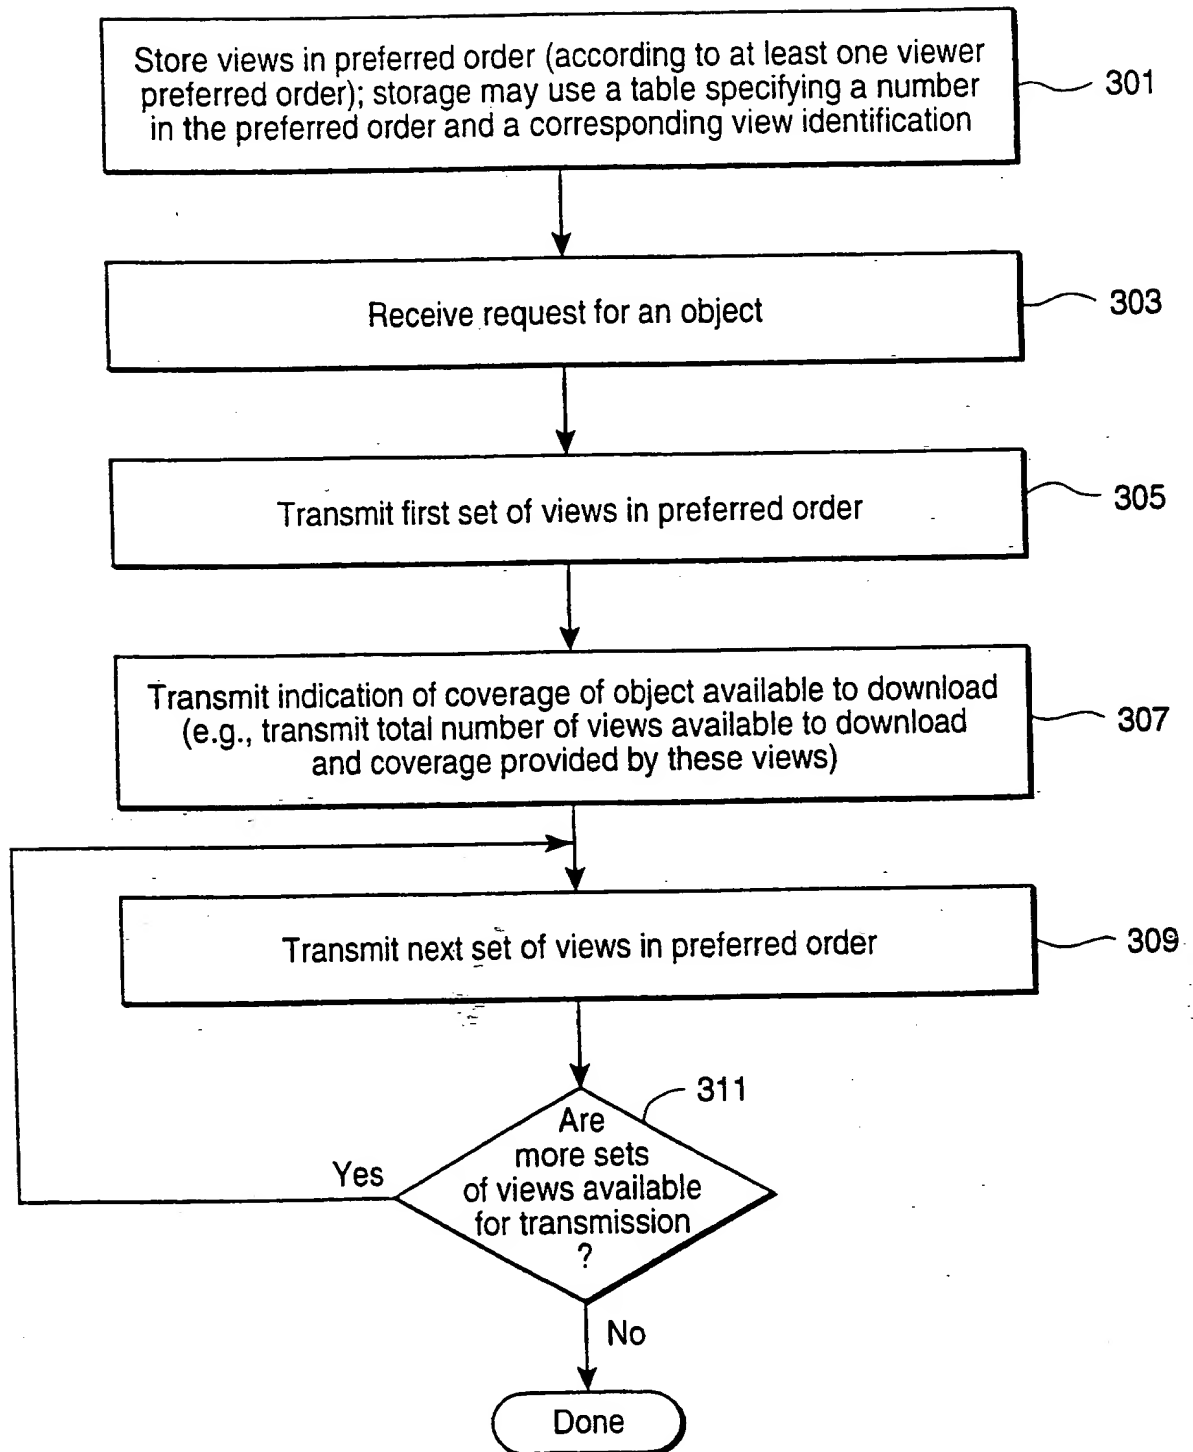 Store views in preferred order (according to at least one viewer
preferred order); storage may use a table specifying a number
in the preferred order and a corresponding view identification
301
Receive request for an object
303
Transmit first set of views in preferred order
305
Transmit indication of coverage of object available to download
(e.g., transmit total number of views available to download
and coverage provided by these views)
307
Transmit next set of views in preferred order
309
311
Are
more sets
of views available
for transmission
?
Yes
No
Done